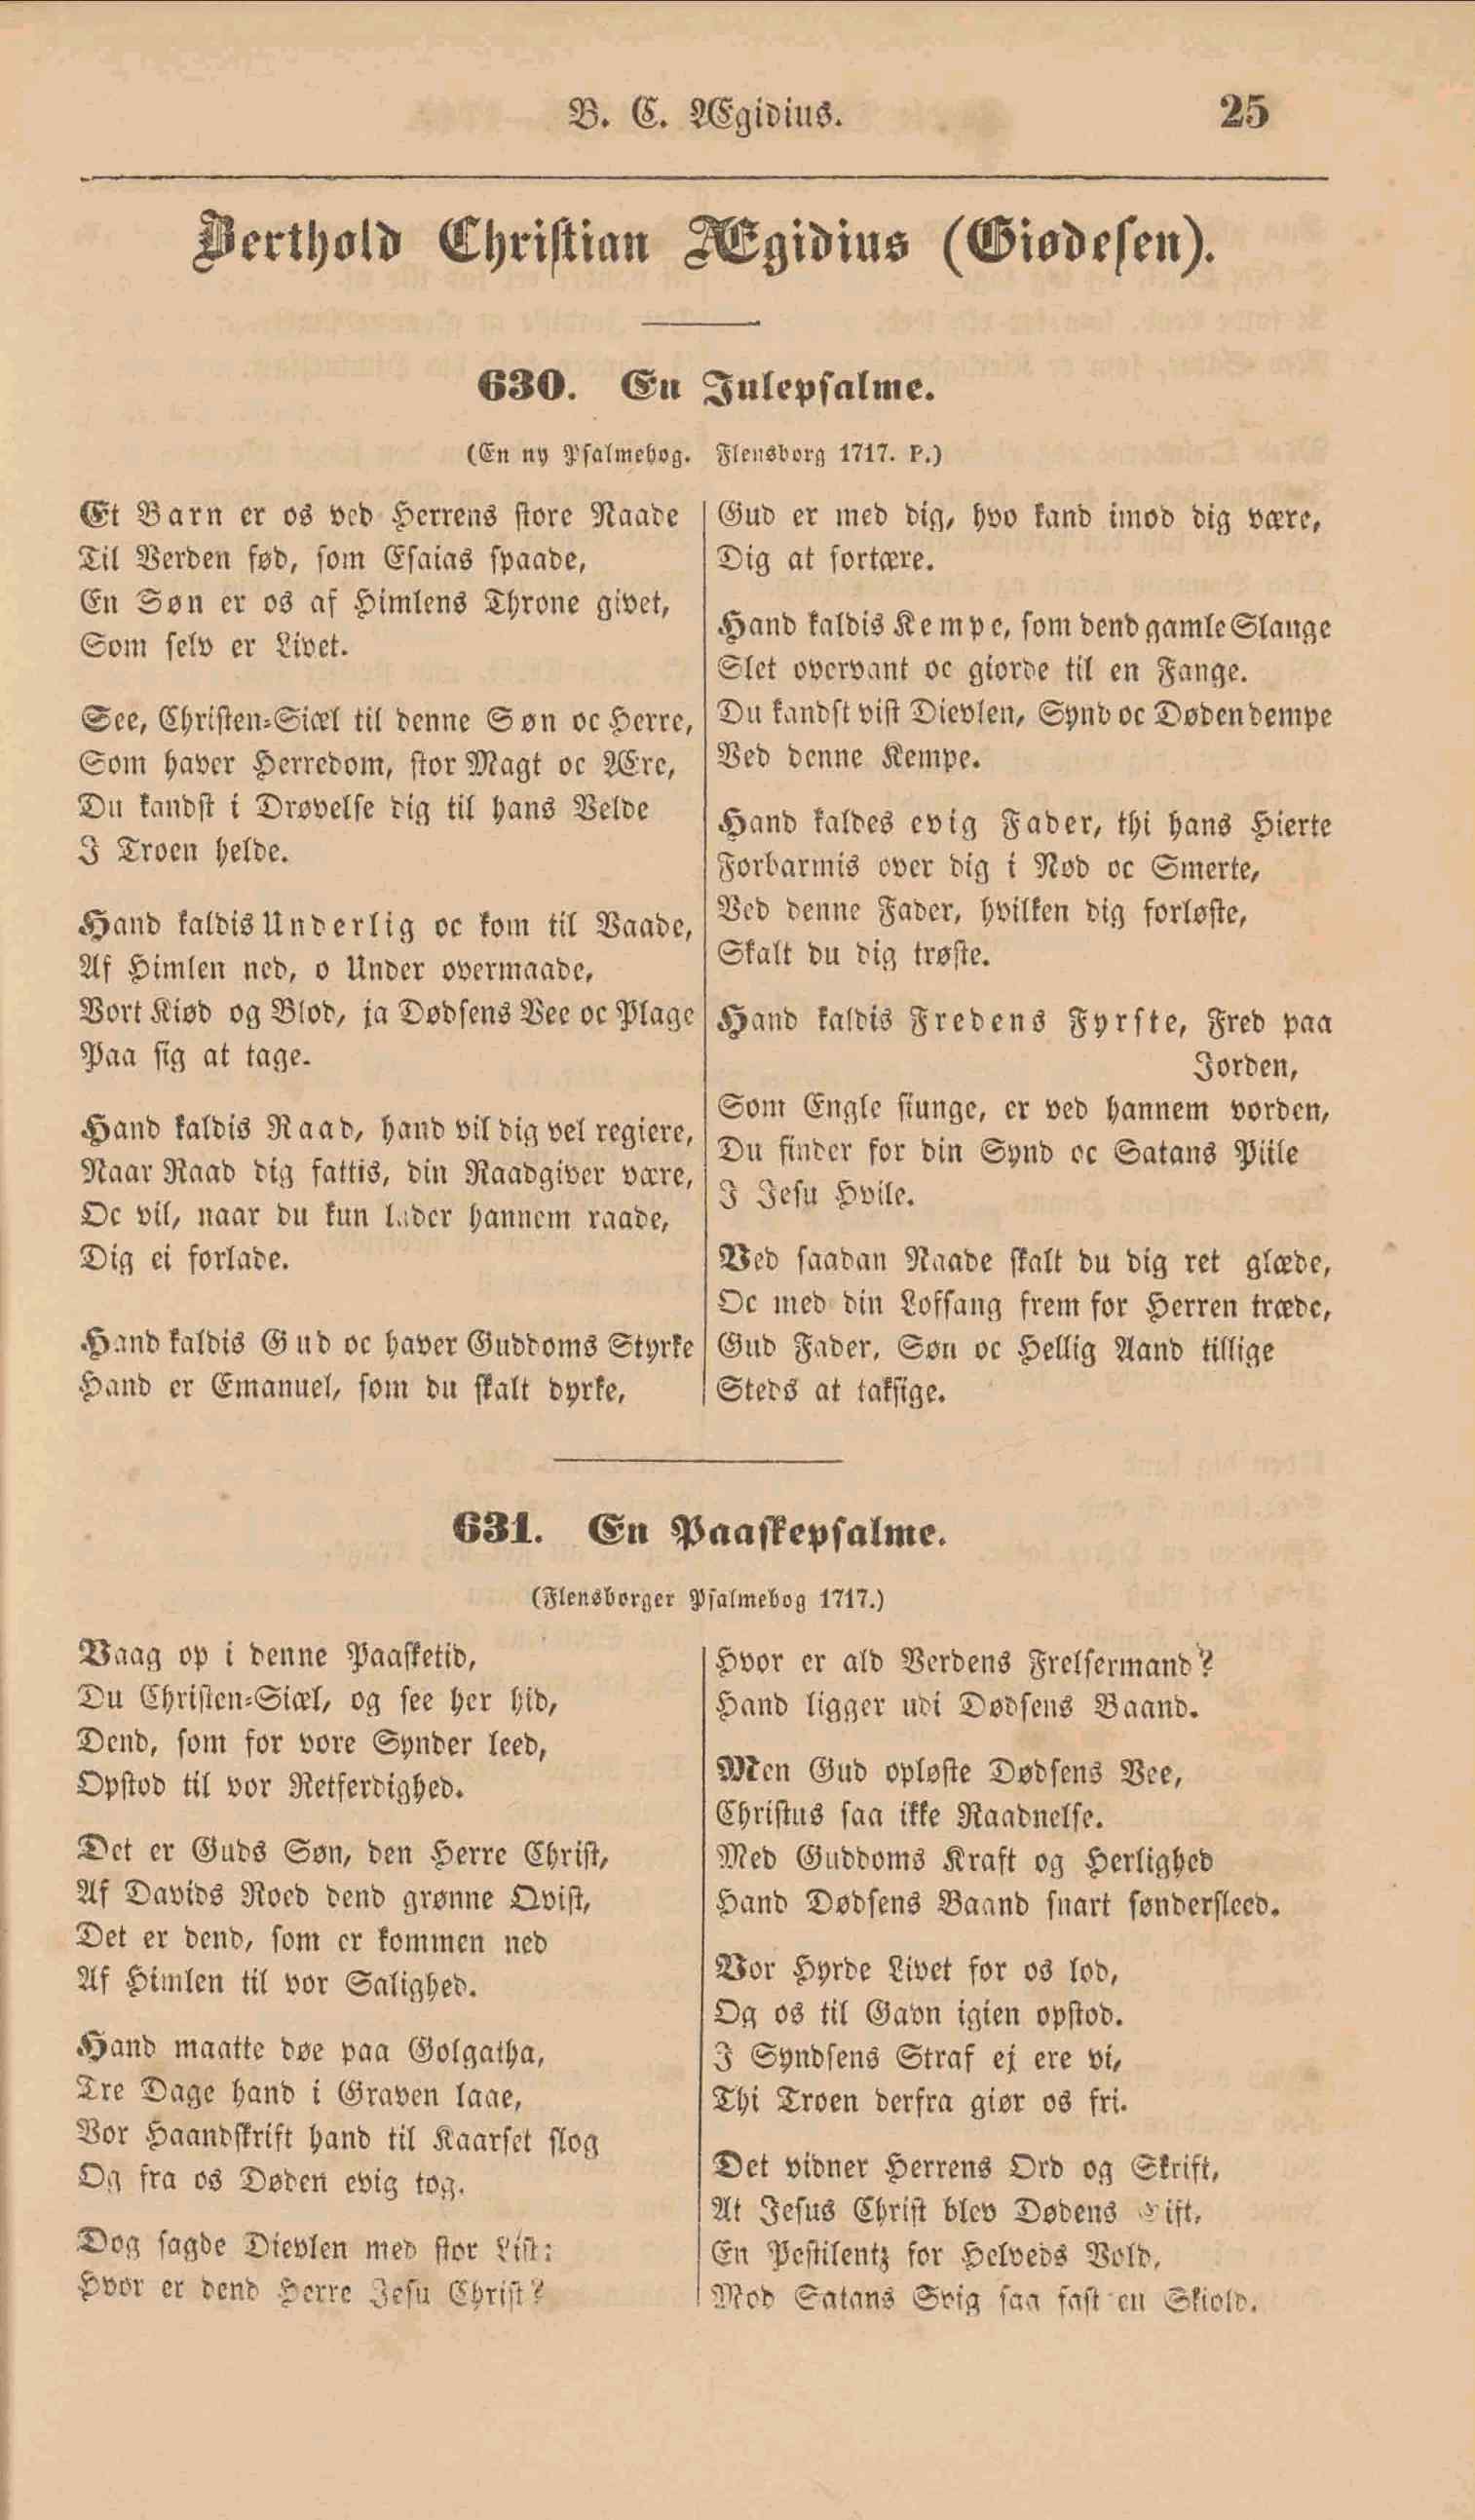 B. C. Ægidius.
25
Berthold Christian Ægidius (Giødesen).
630. En Julepsalme.
(En ny Psalmebog. Flensborg 1717. P.)
Et Barn er os ved Herrens store Naade
Til Verden fød, som Esaias spaade,
En Søn er os af Himlens Throne givet,
Som selv er Livet.
See, Christen-Siæl til denne Søn oc Herre,
Som haver Herredom, stor Magt oc Ære,
Du kandst i Drøvelse dig til hans Velde
I Troen helde.
Hand kaldis Underlig oc kom til Vaade,
Af Himlen ned, o Under overmaade,
Vort Kiød og Blod, ja Dødsens Vee oc Plage
Paa sig at tage.
Hand kaldis Raad, hand vil dig vel regiere,
Naar Raad dig fattis, din Raadgiver være,
Oc vil, naar du kun lader hannem raade,
Dig ei forlade.
Hand kaldis Gud oc haver Guddoms Styrke
Hand er Emanuel, som du skalt dyrke,
Gud er med dig, hvo kand imod dig være,
Dig at fortære.
Hand kaldis Kempe, som dend gamle Slange
Slet overvant oc giorde til en Fange.
Du kandst vist Dievlen, Synd oc Døden dempe
Ved denne Kempe.
Hand kaldes evig Fader, thi hans Hierte
Forbarmis over dig i Nød oc Smerte,
Ved denne Fader, hvilken dig forløste,
Skalt du dig trøste.
Hand kaldis Fredens Fyrste, Fred paa
Jorden,
Som Engle siunge, er ved hannem vorden,
Du finder for din Synd oc Satans Piile
I Jesu Hvile.
Ved saadan Naade skalt du dig ret glæde,
Oc med din Loffsang frem for Herren træde,
Gud Fader, Søn oc Hellig Aand tillige
Steds at taksige.
631. En Paaskepsalme.
(Flensborger Psalmebog 1717.)
Vaag op i denne Paasketid,
Du Christen-Siæl, og see her hid,
Dend, som for vore Synder leed,
Opstod til vor Retferdighed.
Det er Guds Søn, den Herre Christ,
Af Davids Roed dend grønne Qvist,
Det er dend, som er kommen ned
Af Himlen til vor Salighed.
Hand maatte døe paa Golgatha,
Tre Dage hand i Graven laae,
Vor Haandskrift hand til Kaarset slog
Og fra os Døden evig tog.
Dog sagde Dievlen med stor List:
Hvor er dend Herre Jesu Christ?
Hvor er ald Verdens Frelsermand?
Hand ligger udi Dødsens Baand.
Men Gud opløste Dødsens Vee,
Christus saa ikke Raadnelse.
Med Guddoms Kraft og Herlighed
Hand Dødsens Baand snart søndersleed.
Vor Hyrde Livet for os lod,
Og os til Gavn igien opstod.
I Syndsens Straf ej ere vi,
Thi Troen derfra giør os fri.
Det vidner Herrens Ord og Skrift,
At Jesus Christ blev Dødens
En Pestilentz for Helveds Vold,
Mod Satans Svig saa fast en Skiold.